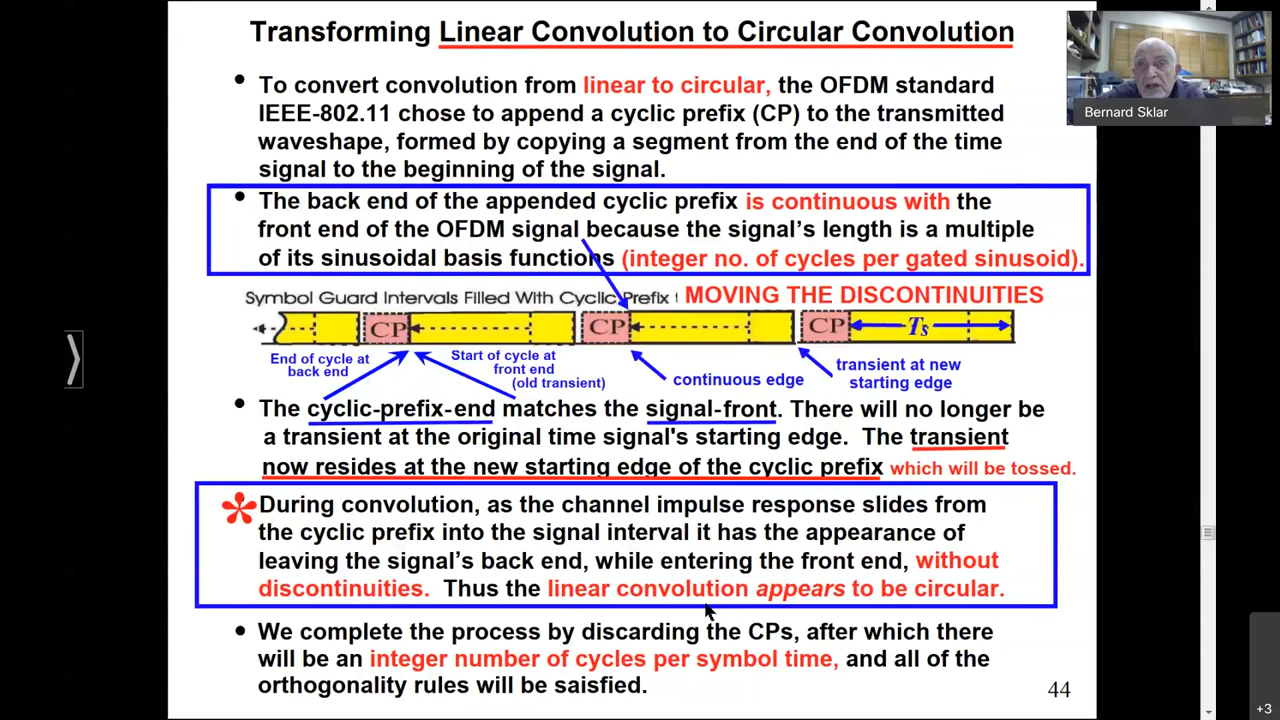 Transforming Linear Convolution to Circular Convolution
Bernard Sklar
• To convert convolution from linear to circular, the OFDM standard
IEEE-802.11 chose to append a cyclic prefix (CP) to the transmitted
waveshape, formed by copying a segment from the end of the time
signal to the beginning of the signal.
• The back end of the appended cyclic prefix is continuous with the
front end of the OFDM signal because the signal's length is a multiple
of its sinusoidal basis functions (integer no. of cycles per gated sinusoid).
Symbol Guard Intervals Filled With Cyclic Prefix ( MOVING THE DISCONTINUITIES
CP CP CP Ts
End of cycle at
back end
Start of cycle at
front end
(old transient)
continuous edge
transient at new
starting edge
• The cyclic-prefix-end matches the signal-front. There will no longer be
a transient at the original time signal's starting edge. The transient
now resides at the new starting edge of the cyclic prefix which will be tossed.
* During convolution, as the channel impulse response slides from
the cyclic prefix into the signal interval it has the appearance of
leaving the signal's back end, while entering the front end, without
discontinuities. Thus the linear convolution appears to be circular.
• We complete the process by discarding the CPs, after which there
will be an integer number of cycles per symbol time, and all of the
orthogonality rules will be saisfied.
44
+3